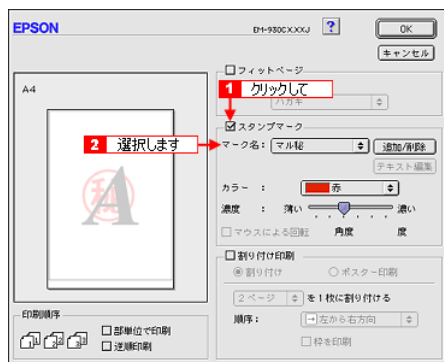 EPSON
EM-930CXXXJ
?
OK
キャンセル
フィットページ
1 クリックして
ハガキ
A4
スタンプマーク
2 選択します
マーク名： マル秘
追加/削除
テキスト編集
カラー ： 赤
濃度 ： 薄い 濃い
マウスによる回転 角度 度
秘
A
割り付け印刷
割り付け ポスター印刷
2 ページ を１枚に割り付ける
順序： →左から右方向
枠を印刷
印刷順序
部単位で印刷
逆順印刷